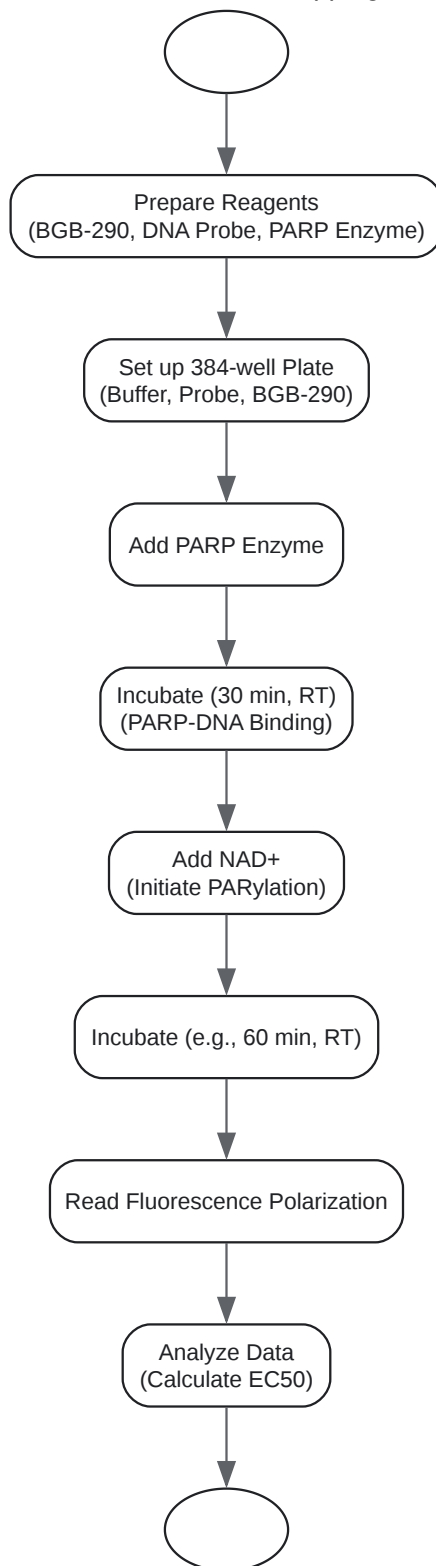 Prepare Reagents
(BGB-290, DNA Probe, PARP Enzyme)
Set up 384-well Plate
(Buffer, Probe, BGB-290)
Add PARP Enzyme
Incubate (30 min, RT)
(PARP-DNA Binding)
Add NAD+
(Initiate PARylation)
Incubate (e.g., 60 min, RT)
Read Fluorescence Polarization
Analyze Data
(Calculate EC50)